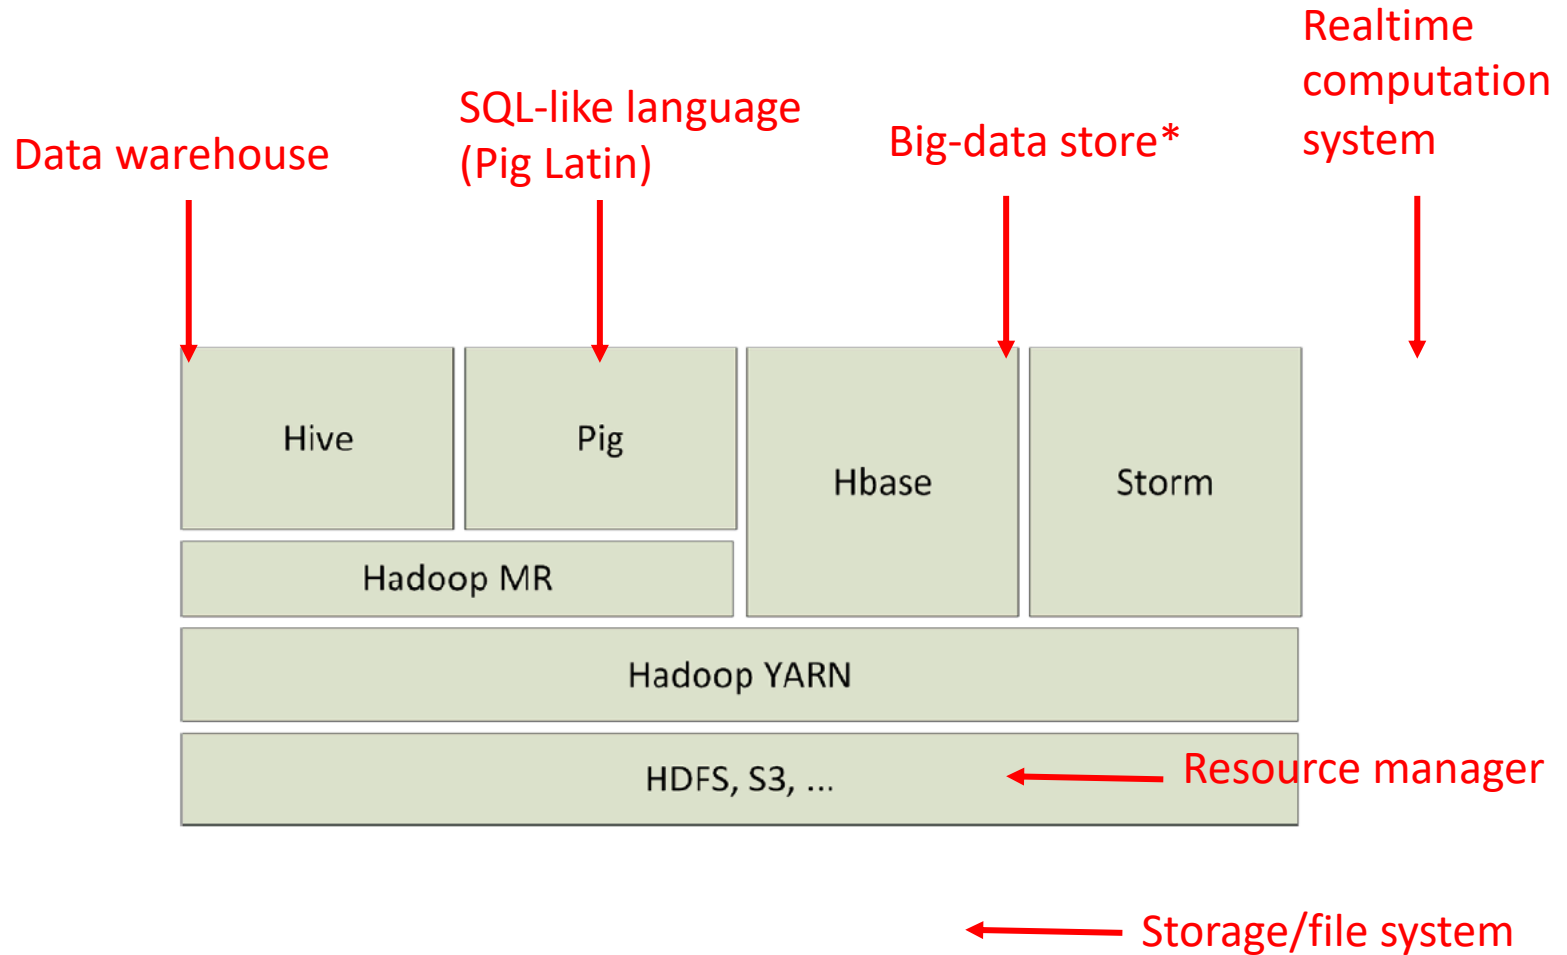 Realtime
computation
system
SQL-like language
(Pig Latin)
Big-data store*
Data warehouse
Hive
Pig
Hbase
Storm
Hadoop MR
Hadoop YARN
HDFS, S3, ...
Resource manager
Storage/file system